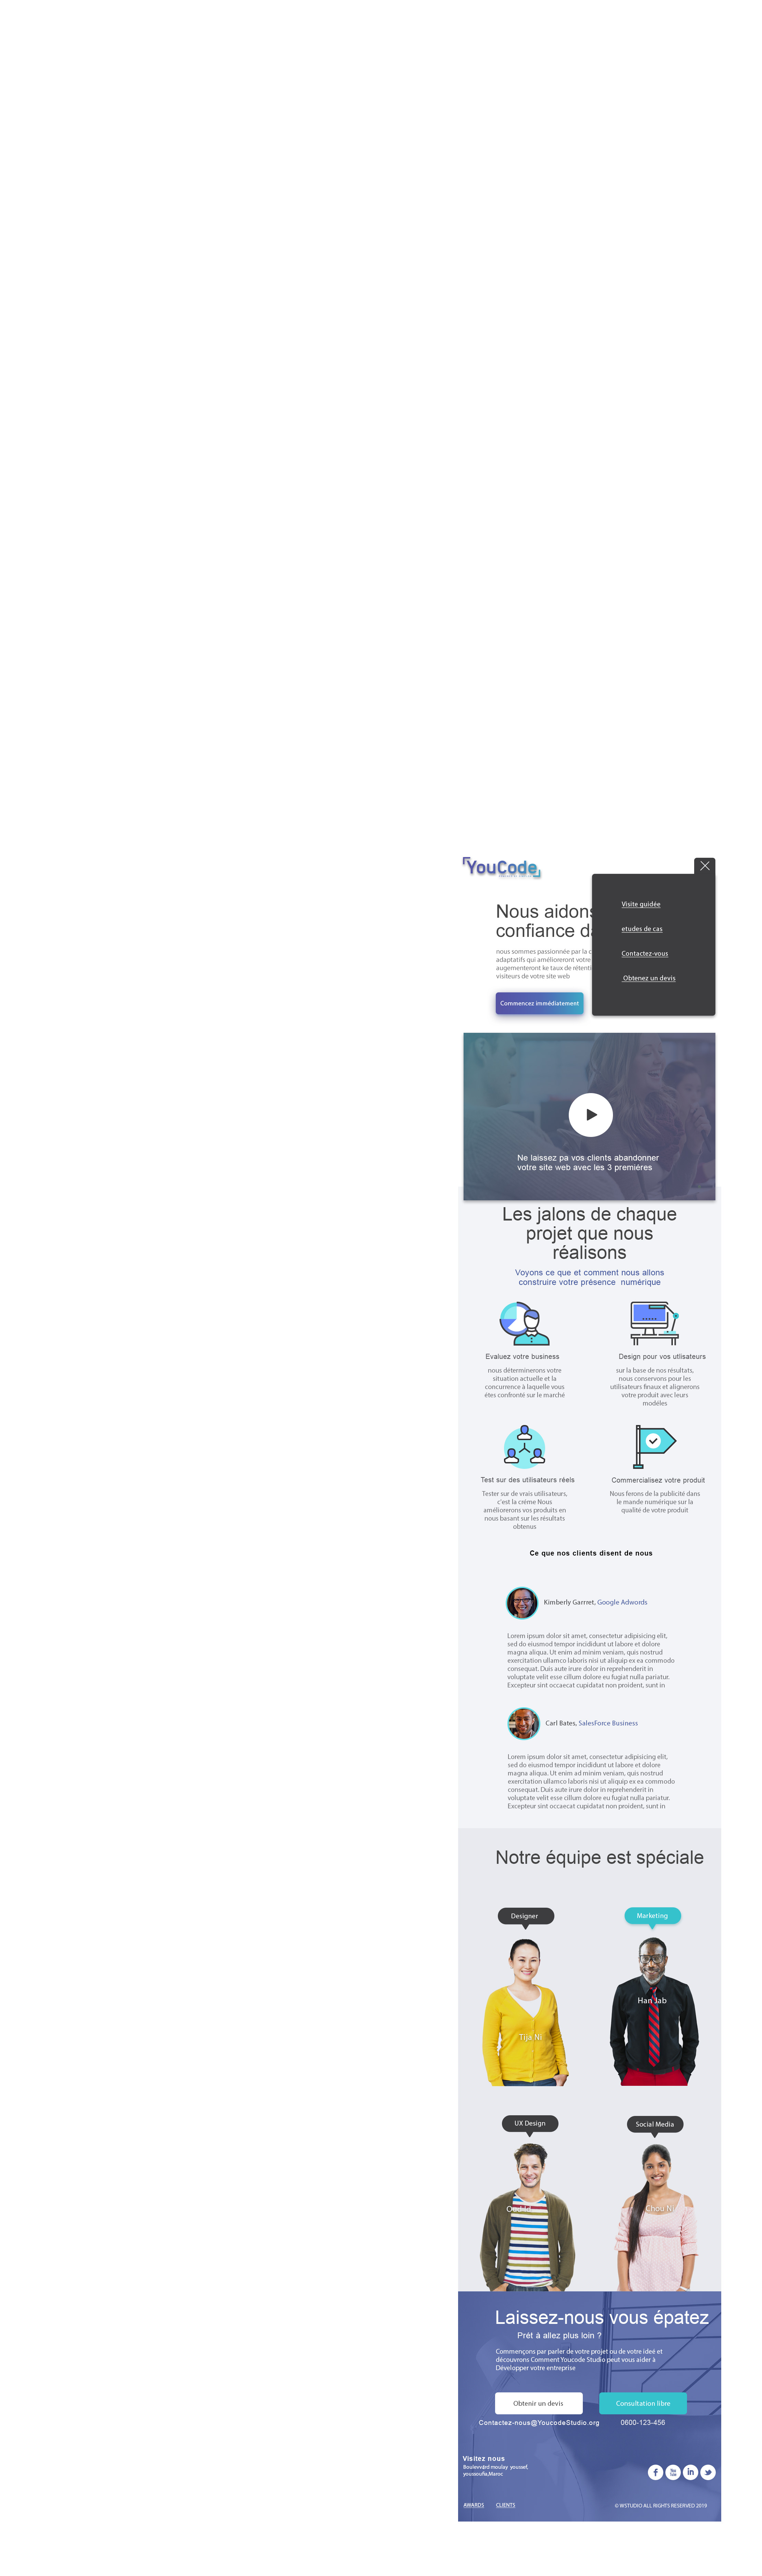 YouCode
Visite guidée
etudes de cas
Contactez-vous
Obtenez un devis
Nous aidons
confiance da
nous sommes passionnée par la c
adaptatifs qui amélioreront votre
augementeront ke taux de rétenti
visiteurs de votre site web
Commencez immédiatement
Ne laissez pa vos clients abandonner
votre site web avec les 3 premiéres
Les jalons de chaque
projet que nous
réalisons
Voyons ce que et comment nous allons
construire votre présence numérique
Evaluez votre business
nous déterminerons votre
situation actuelle et la
concurrence à laquelle vous
étes confronté sur le marché
Design pour vos utlisateurs
sur la base de nos résultats,
nous conservons pour les
utilisateurs finaux et alignerons
votre produit avec leurs
modéles
Test sur des utilisateurs réels
Tester sur de vrais utilisateurs,
c'est la créme Nous
améliorerons vos produits en
nous basant sur les résultats
obtenus
Commercialisez votre produit
Nous ferons de la publicité dans
le mande numérique sur la
qualité de votre produit
Ce que nos clients disent de nous
Kimberly Garrret, Google Adwords
Lorem ipsum dolor sit amet, consectetur adipisicing elit,
sed do eiusmod tempor incididunt ut labore et dolore
magna aliqua. Ut enim ad minim veniam, quis nostrud
exercitation ullamco laboris nisi ut aliquip ex ea commodo
consequat. Duis aute irure dolor in reprehenderit in
voluptate velit esse cillum dolore eu fugiat nulla pariatur.
Excepteur sint occaecat cupidatat non proident, sunt in
Carl Bates, SalesForce Business
Lorem ipsum dolor sit amet, consectetur adipisicing elit,
sed do eiusmod tempor incididunt ut labore et dolore
magna aliqua. Ut enim ad minim veniam, quis nostrud
exercitation ullamco laboris nisi ut aliquip ex ea commodo
consequat. Duis aute irure dolor in reprehenderit in
voluptate velit esse cillum dolore eu fugiat nulla pariatur.
Excepteur sint occaecat cupidatat non proident, sunt in
Notre équipe est spéciale
Designer
Marketing
Tija Ni
Han Jab
UX Design
Social Media
Chou Ni
Laissez-nous vous épatez
Prét à allez plus loin ?
Commençons par parler de votre projet ou de votre ideé et
découvrons Comment Youcode Studio peut vous aider à
Développer votre entreprise
Obtenir un devis
Consultation libre
Contactez-nous@YoucodeStudio.org
0600-123-456
Visitez nous
Boulevvard moulay youssef,
youssoufia,Maroc
AWARDS
CLIENTS
© WSTUDIO ALL RIGHTS RESERVED 2019